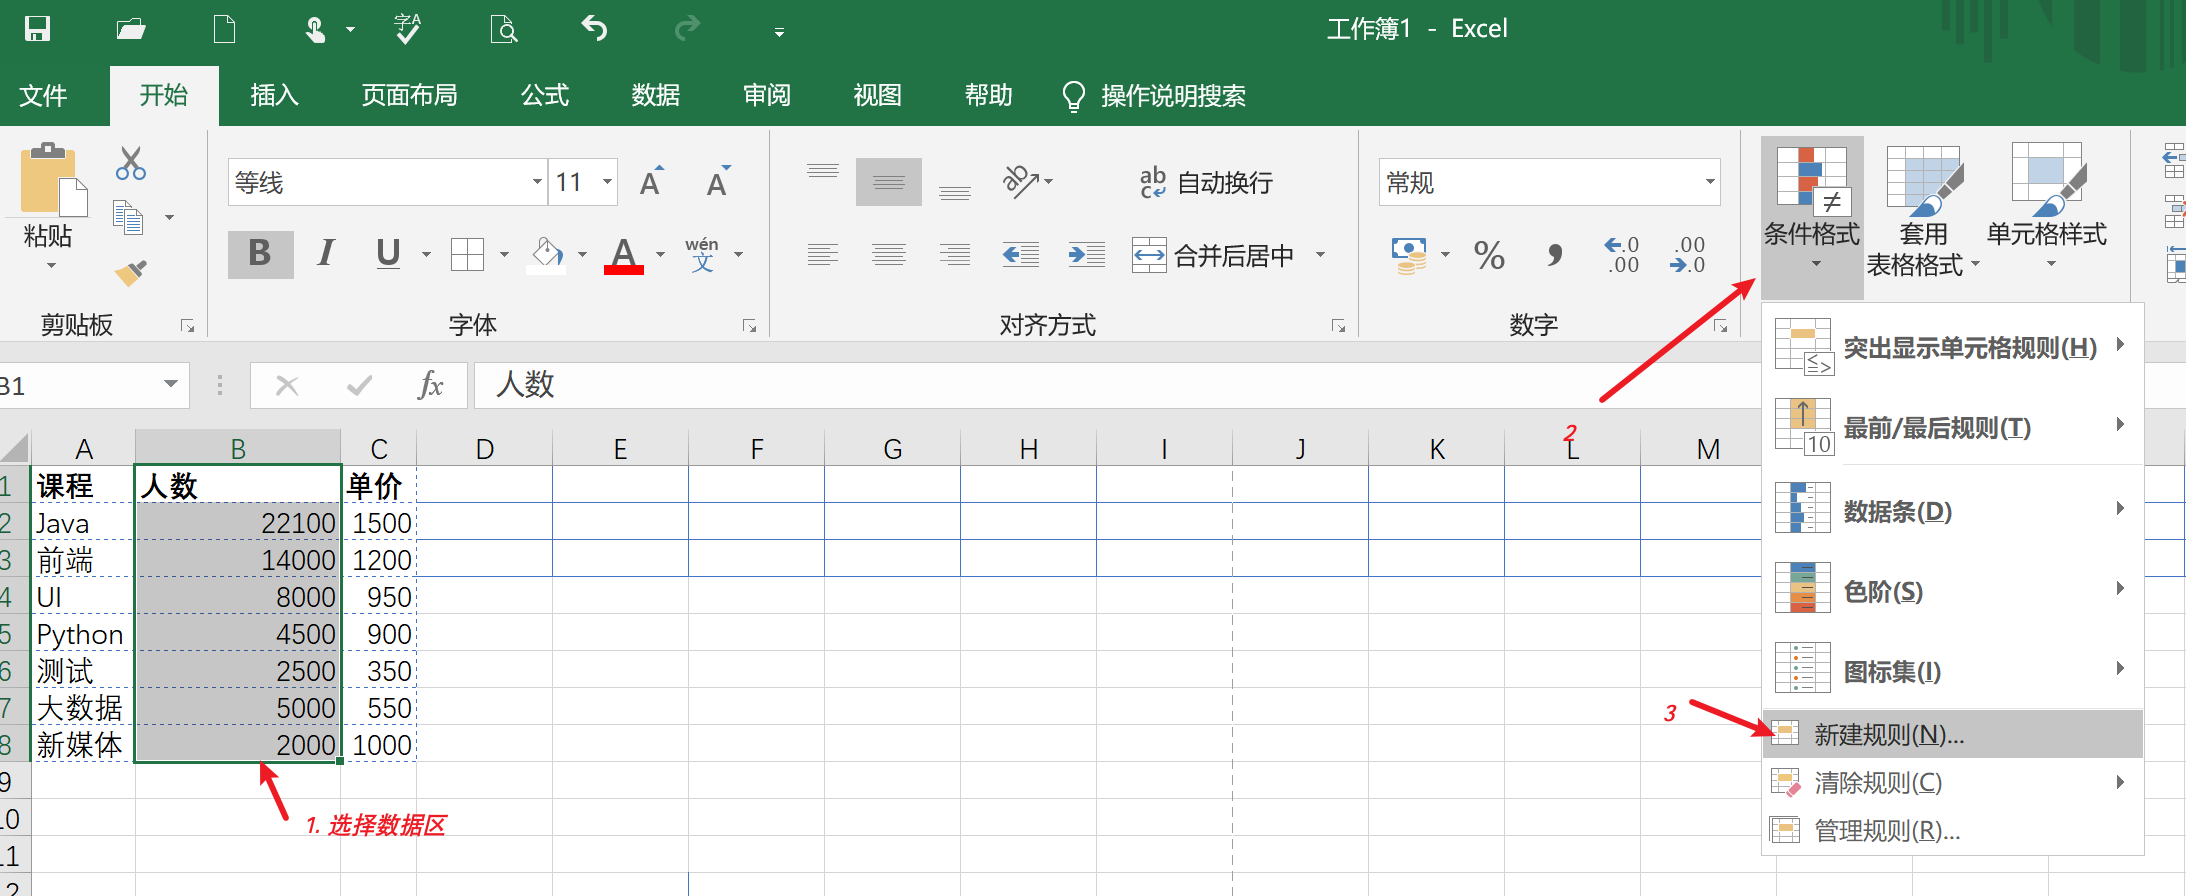 字A
工作簿1 - Excel
文件 开始 插入 页面布局 公式 数据 审阅 视图 帮助 操作说明搜索
等线 11 A A ab ab c 自动换行 常规 ≠
粘贴 条件格式 套用 表格格式 单元格样式
B I U A wén 文 合并后居中 % , .0 .00 .00 .0
剪贴板 字体 对齐方式 数字
突出显示单元格规则(H)
最前/最后规则(T)
10
数据条(D)
色阶(S)
图标集(I)
新建规则(N)...
清除规则(C)
管理规则(R)...
B1 fx 人数
2
3
A B C D E F G H I J K L M
1 课程 人数 单价
2 Java 22100 1500
3 前端 14000 1200
4 UI 8000 950
5 Python 4500 900
6 测试 2500 350
7 大数据 5000 550
8 新媒体 2000 1000
9
10
1. 选择数据区
11
12